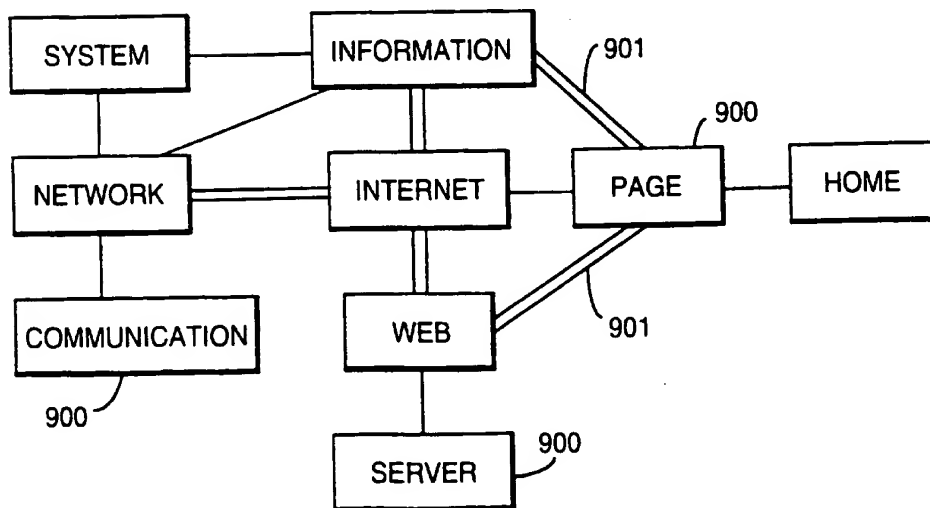 SYSTEM
INFORMATION
901
900
NETWORK
INTERNET
PAGE
HOME
COMMUNICATION
WEB
901
900
900
SERVER